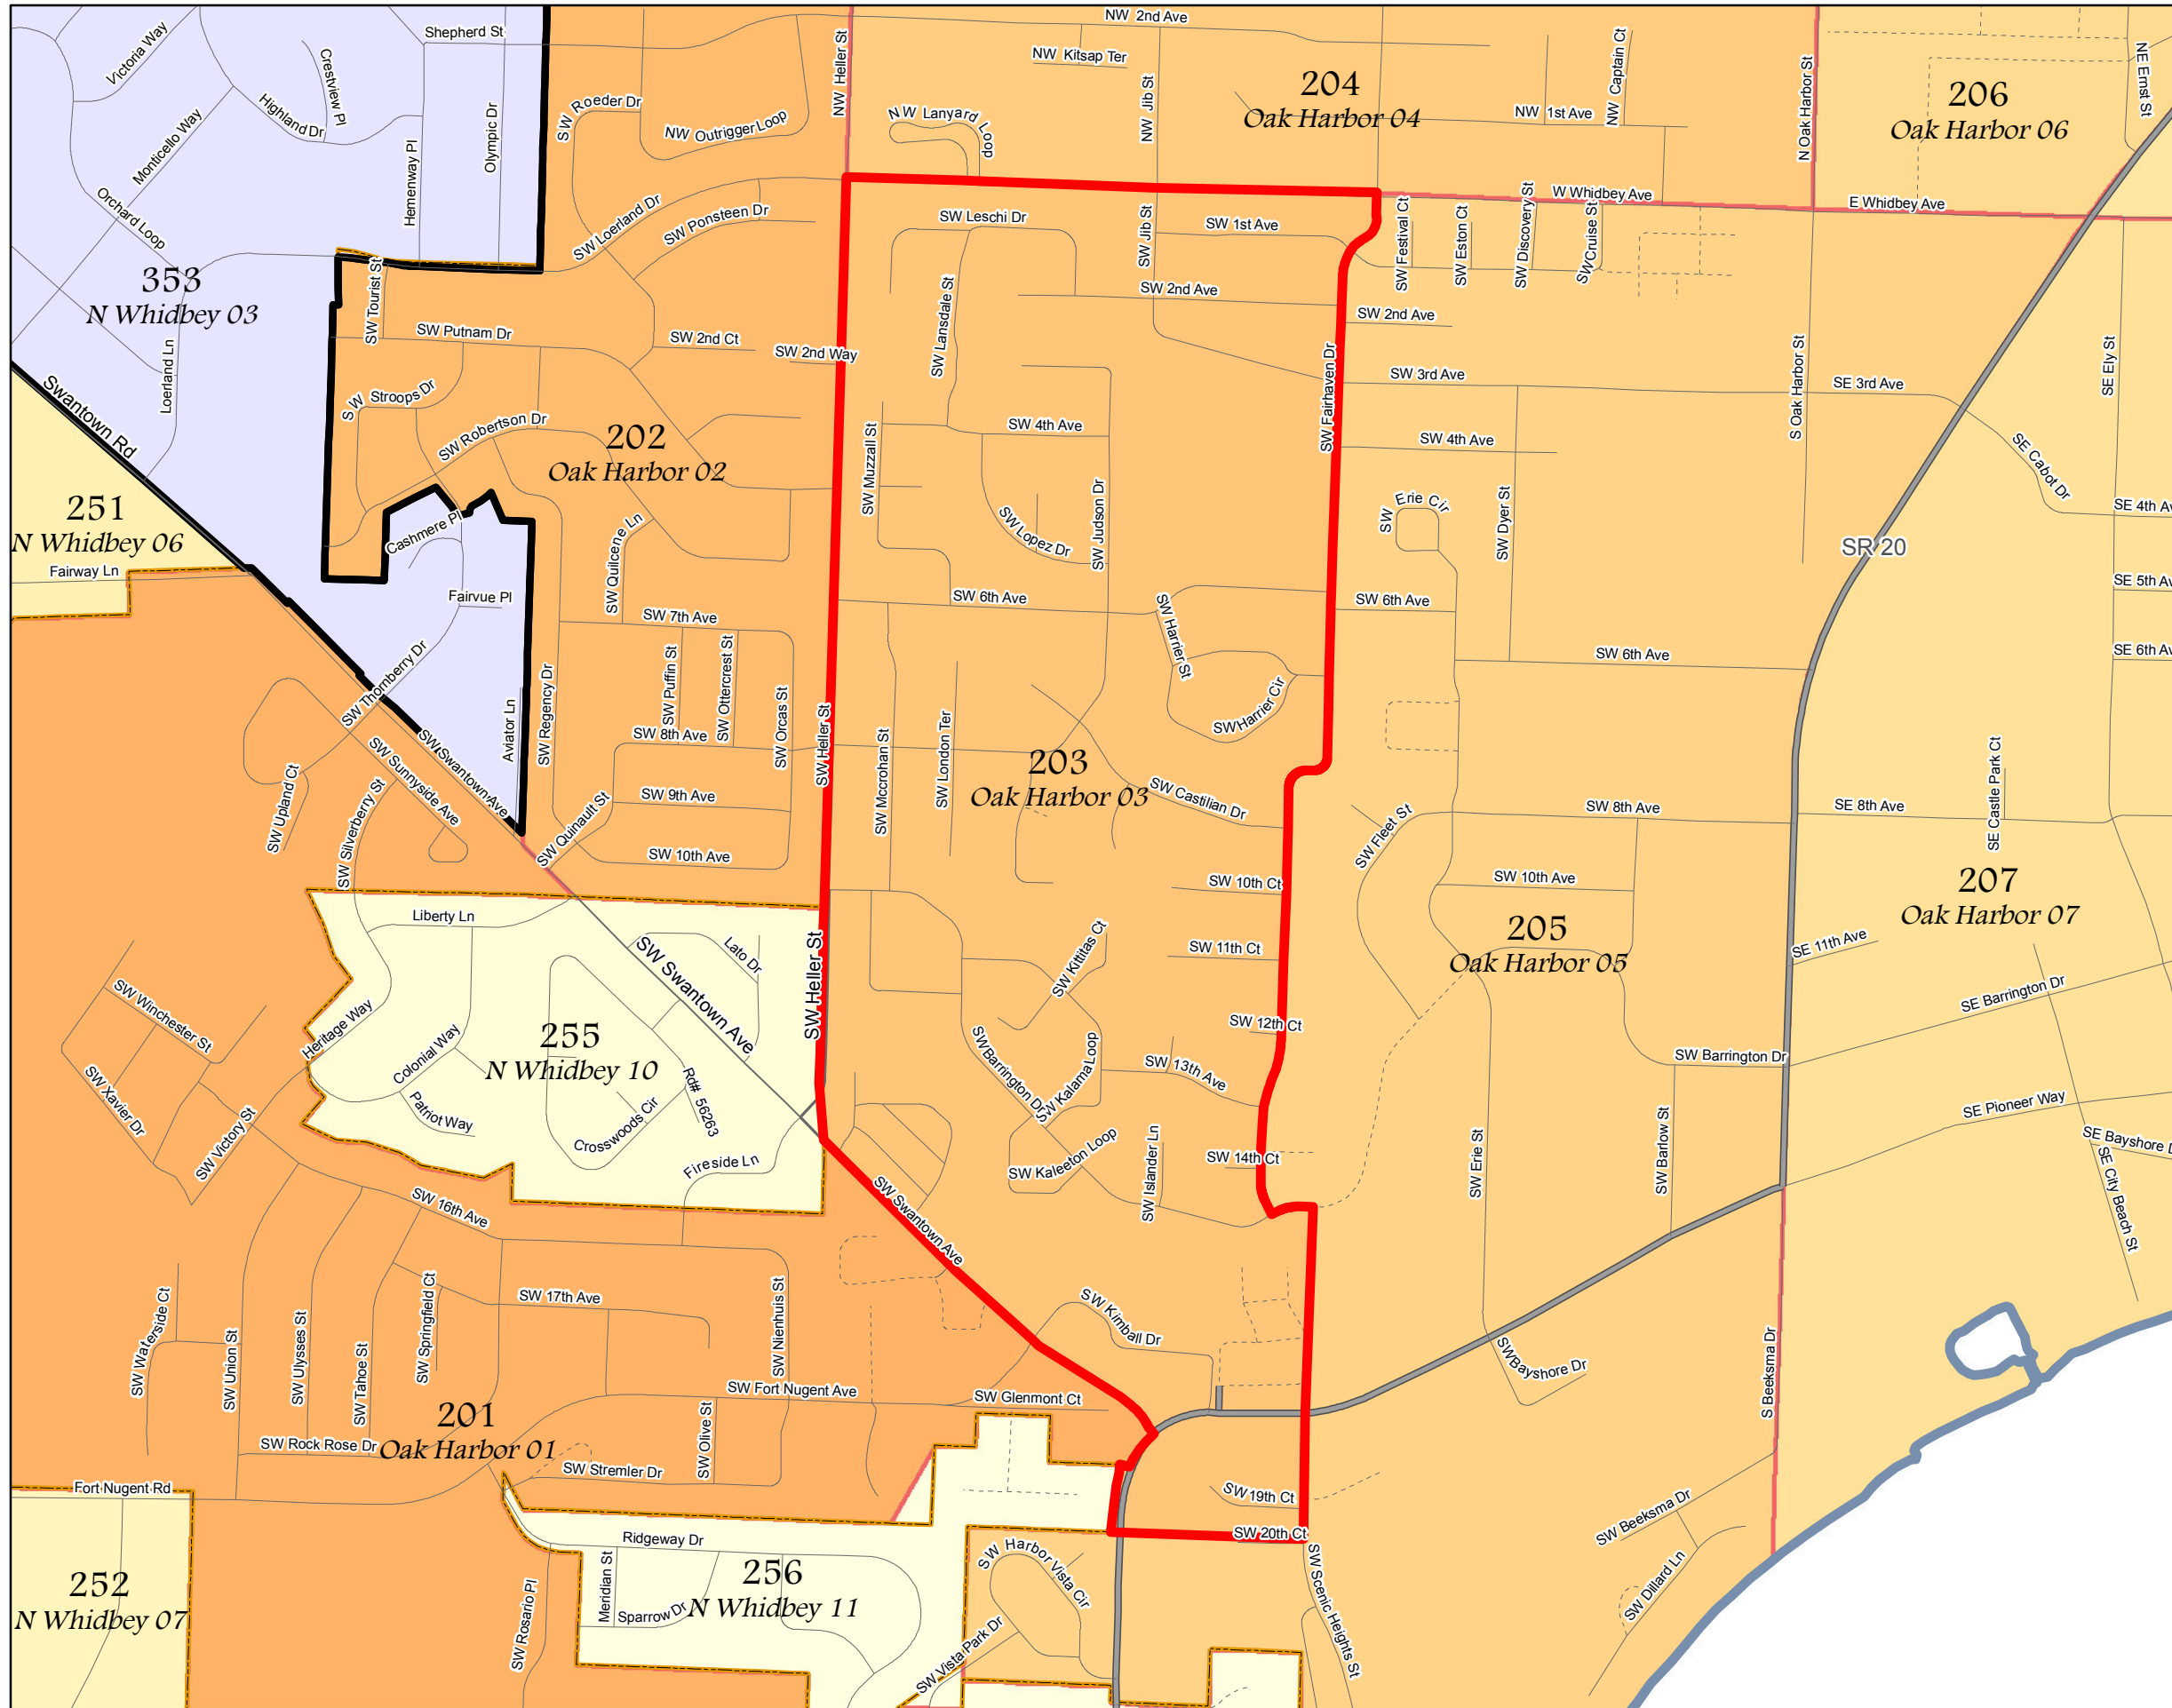 Victoria Way
Shepherd St
Crestview Pl
Highland Dr
Monticello Way
Hemenway Pl
Olympic Dr
Orchard Loop
353
N Whidbey 03
Loerland Ln
Swantown Rd
251
N Whidbey 06
Fairway Ln
SW Roeder Dr
NW Outrigger Loop
NW Heller St
SW Loerland Dr
SW Ponsteen Dr
SW Tourist St
SW Putnam Dr
SW 2nd Ct
SW 2nd Way
SW Stroops Dr
SW Robertson Dr
202
Oak Harbor 02
Cashmere Pl
Fairvue Pl
SW Quilcene Ln
SW 7th Ave
SW Puffin St
SW Ottercrest St
SW Orcas St
SW Regency Dr
Aviator Ln
SW 8th Ave
SW 9th Ave
SW 10th Ave
SW Quinault St
SW Thornberry Dr
SW Swantown Ave
SW Sunnyside Ave
SW Upland Ct
SW Silverberry St
NW 2nd Ave
NW Kitsap Ter
NW Lanyard Loop
NW Jib St
204
Oak Harbor 04
NW Captain Ct
NW 1st Ave
N Oak Harbor St
206
Oak Harbor 06
NE Ernst St
W Whidbey Ave
E Whidbey Ave
SW Leschi Dr
SW Jib St
SW 1st Ave
SW Festival Ct
SW Eston Ct
SW Discovery St
SW Cruise St
SW Lansdale St
SW 2nd Ave
SW 2nd Ave
SW Fairhaven Dr
SW 3rd Ave
S Oak Harbor St
SE 3rd Ave
SE Ely St
SW Muzzall St
SW 4th Ave
SW 4th Ave
SE Cabot Dr
SW Lopez Dr
SW Judson Dr
SW Erie Cir
SW Dyer St
SR 20
SE 4th Av
SE 5th Av
SE 6th Av
SW 6th Ave
SW 6th Ave
SW 6th Ave
SW Harrier St
SW Harrier Cir
SW Heller St
SW Mccrohan St
SW London Ter
203
Oak Harbor 03
SW Castilian Dr
SW Fleet St
SW 8th Ave
SE 8th Ave
SE Castle Park Ct
SW 10th Ct
SW 10th Ave
207
Oak Harbor 07
205
Oak Harbor 05
SW 11th Ct
SE 11th Ave
SW Kittitas Ct
SW 12th Ct
SE Barrington Dr
SW Barrington Dr
SW Barrington Dr
SW Kalama Loop
SW 13th Ave
SW Kaleeton Loop
SW Islander Ln
SW 14th Ct
SW Erie St
SW Barlow St
SE Pioneer Way
SE Bayshore D
SE City Beach St
Liberty Ln
Lato Dr
SW Swantown Ave
SW Heller St
Heritage Way
Colonial Way
255
N Whidbey 10
Rd# 56263
Patriot Way
Crosswoods Cir
Fireside Ln
SW Winchester St
SW Xavier Dr
SW Victory St
SW 16th Ave
SW Swantown Ave
SW Waterside Ct
SW Union St
SW Ulysses St
SW Tahoe St
SW Springfield Ct
SW 17th Ave
SW Nienhuis St
SW Kimball Dr
SW Bayshore Dr
S Beeksma Dr
SW Fort Nugent Ave
SW Glenmont Ct
201
Oak Harbor 01
SW Rock Rose Dr
SW Olive St
SW Stremler Dr
Fort Nugent Rd
SW 19th Ct
SW 20th Ct
SW Beeksma Dr
SW Dillard Ln
252
N Whidbey 07
Ridgeway Dr
Meridian St
Sparrow Dr
256
N Whidbey 11
SW Rosario Pl
SW Harbor Vista Cir
SW Vista Park Dr
SW Scenic Heights St